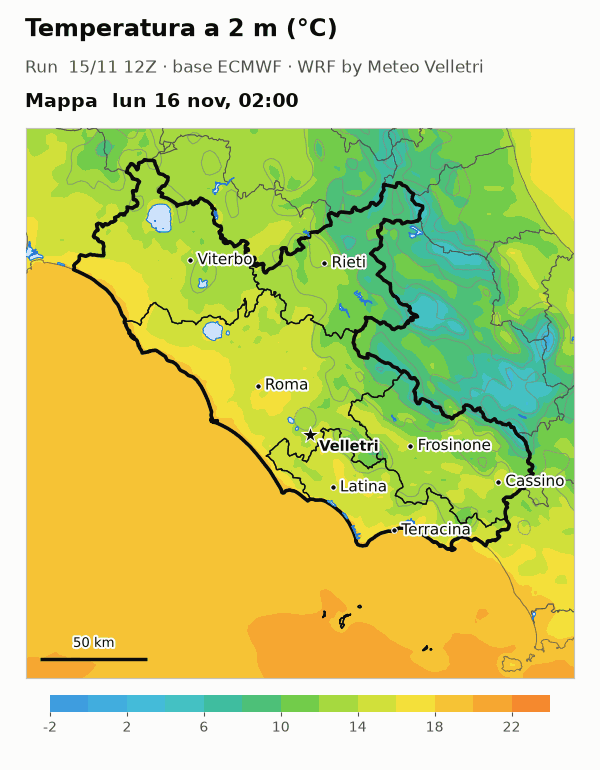 Temperatura a 2 m (°C)
Run  15/11 12Z · base ECMWF · WRF by Meteo Velletri
Mappa  lun 16 nov, 02:00
Viterbo
Rieti
Roma
Velletri
Frosinone
Latina
Cassino
Terracina
50 km
-2 2 6 10 14 18 22